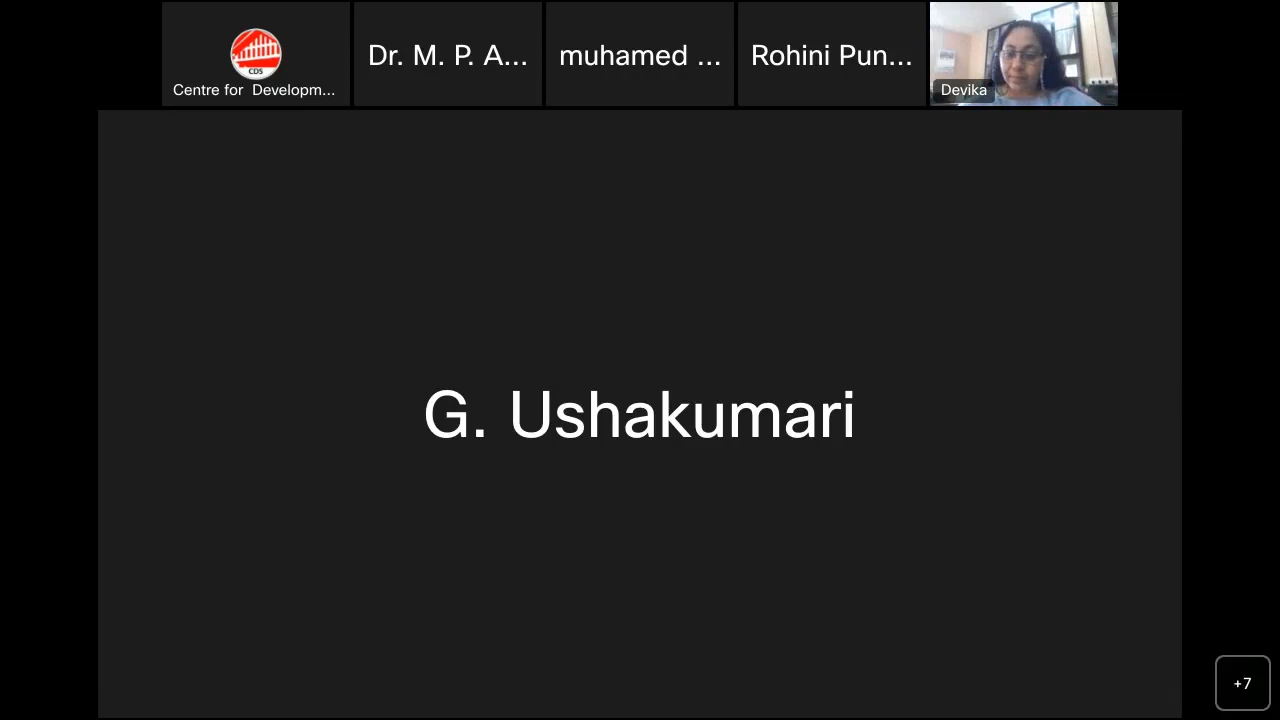 CDS
Centre for  Developm...
Dr. M. P. A...
muhamed ...
Rohini Pun...
Devika
G. Ushakumari
+7